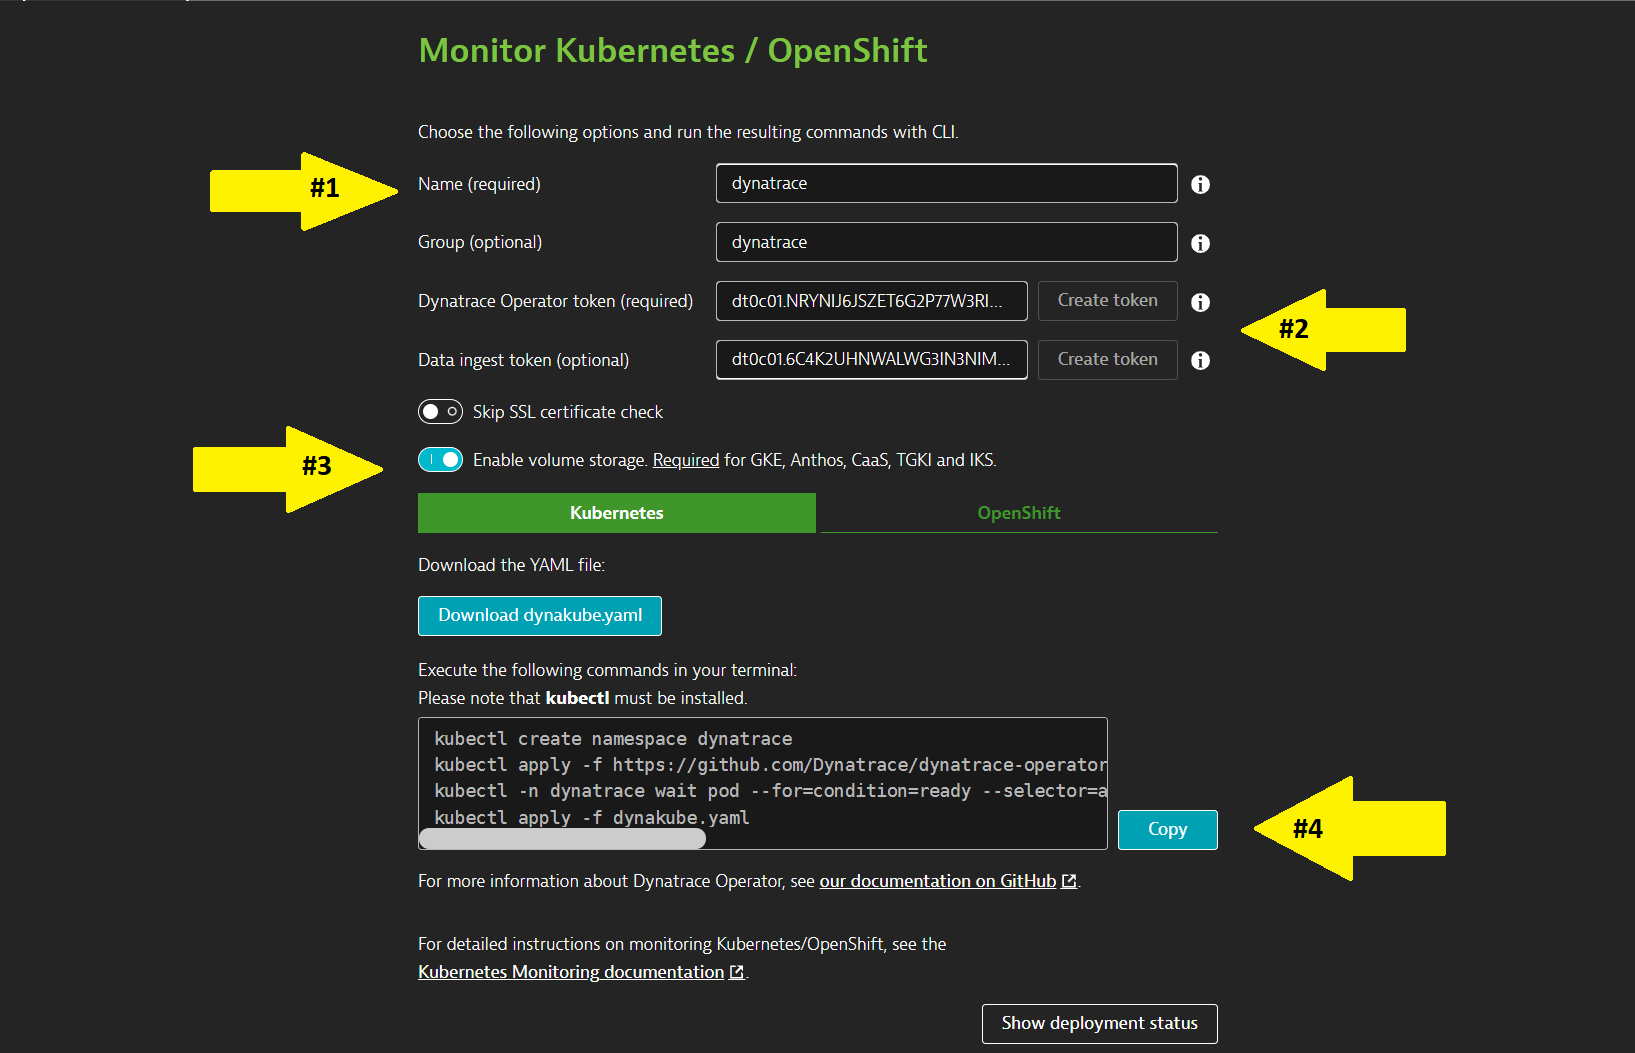 Monitor Kubernetes / OpenShift
Choose the following options and run the resulting commands with CLI.
#1
Name (required)
dynatrace
Group (optional)
dynatrace
Dynatrace Operator token (required)
dt0c01.NRYNIJ6JSZET6G2P77W3RI...
Create token
#2
Data ingest token (optional)
dt0c01.6C4K2UHNWALWG3IN3NIM...
Create token
Skip SSL certificate check
#3
Enable volume storage. Required for GKE, Anthos, CaaS, TGKI and IKS.
Kubernetes
OpenShift
Download the YAML file:
Download dynakube.yaml
Execute the following commands in your terminal:
Please note that kubectl must be installed.
kubectl create namespace dynatrace
kubectl apply -f https://github.com/Dynatrace/dynatrace-operator
kubectl -n dynatrace wait pod --for=condition=ready --selector=a
kubectl apply -f dynakube.yaml
Copy
#4
For more information about Dynatrace Operator, see our documentation on GitHub.
For detailed instructions on monitoring Kubernetes/OpenShift, see the
Kubernetes Monitoring documentation.
Show deployment status